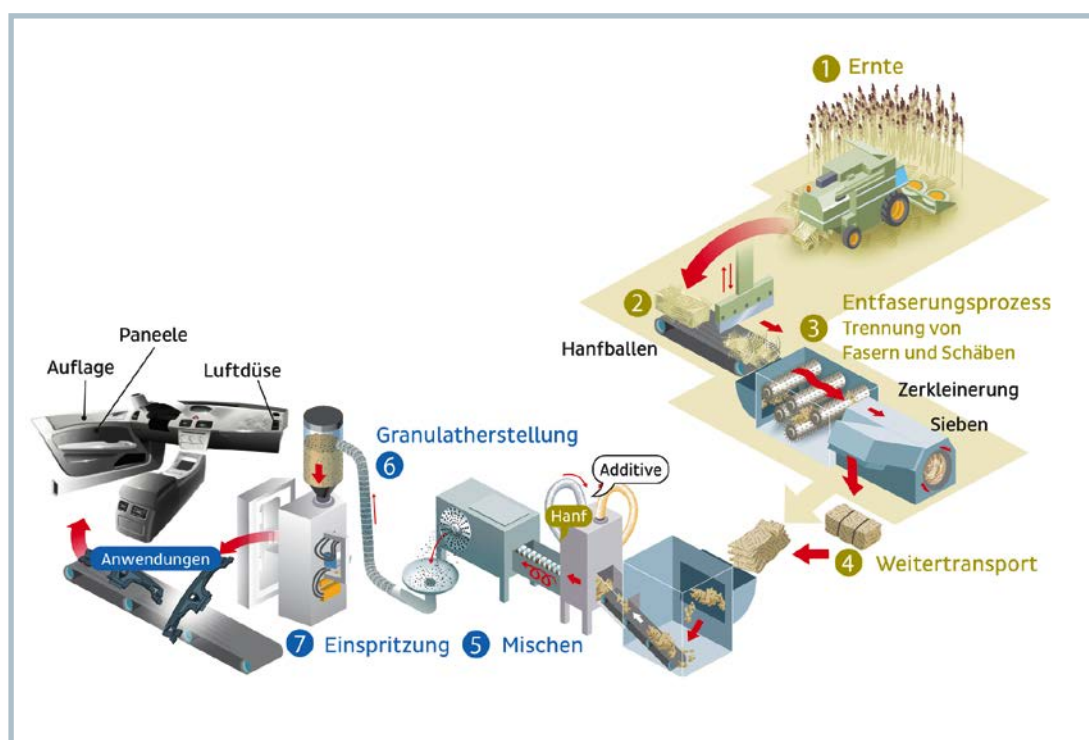 1 Ernte
2
Hanfballen
3 Entfaserungsprozess
Trennung von
Fasern und Schäben
Zerkleinerung
Sieben
4 Weitertransport
5 Mischen
Hanf
Additive
6
Granulatherstellung
7 Einspritzung
Anwendungen
Auflage
Paneele
Luftdüse